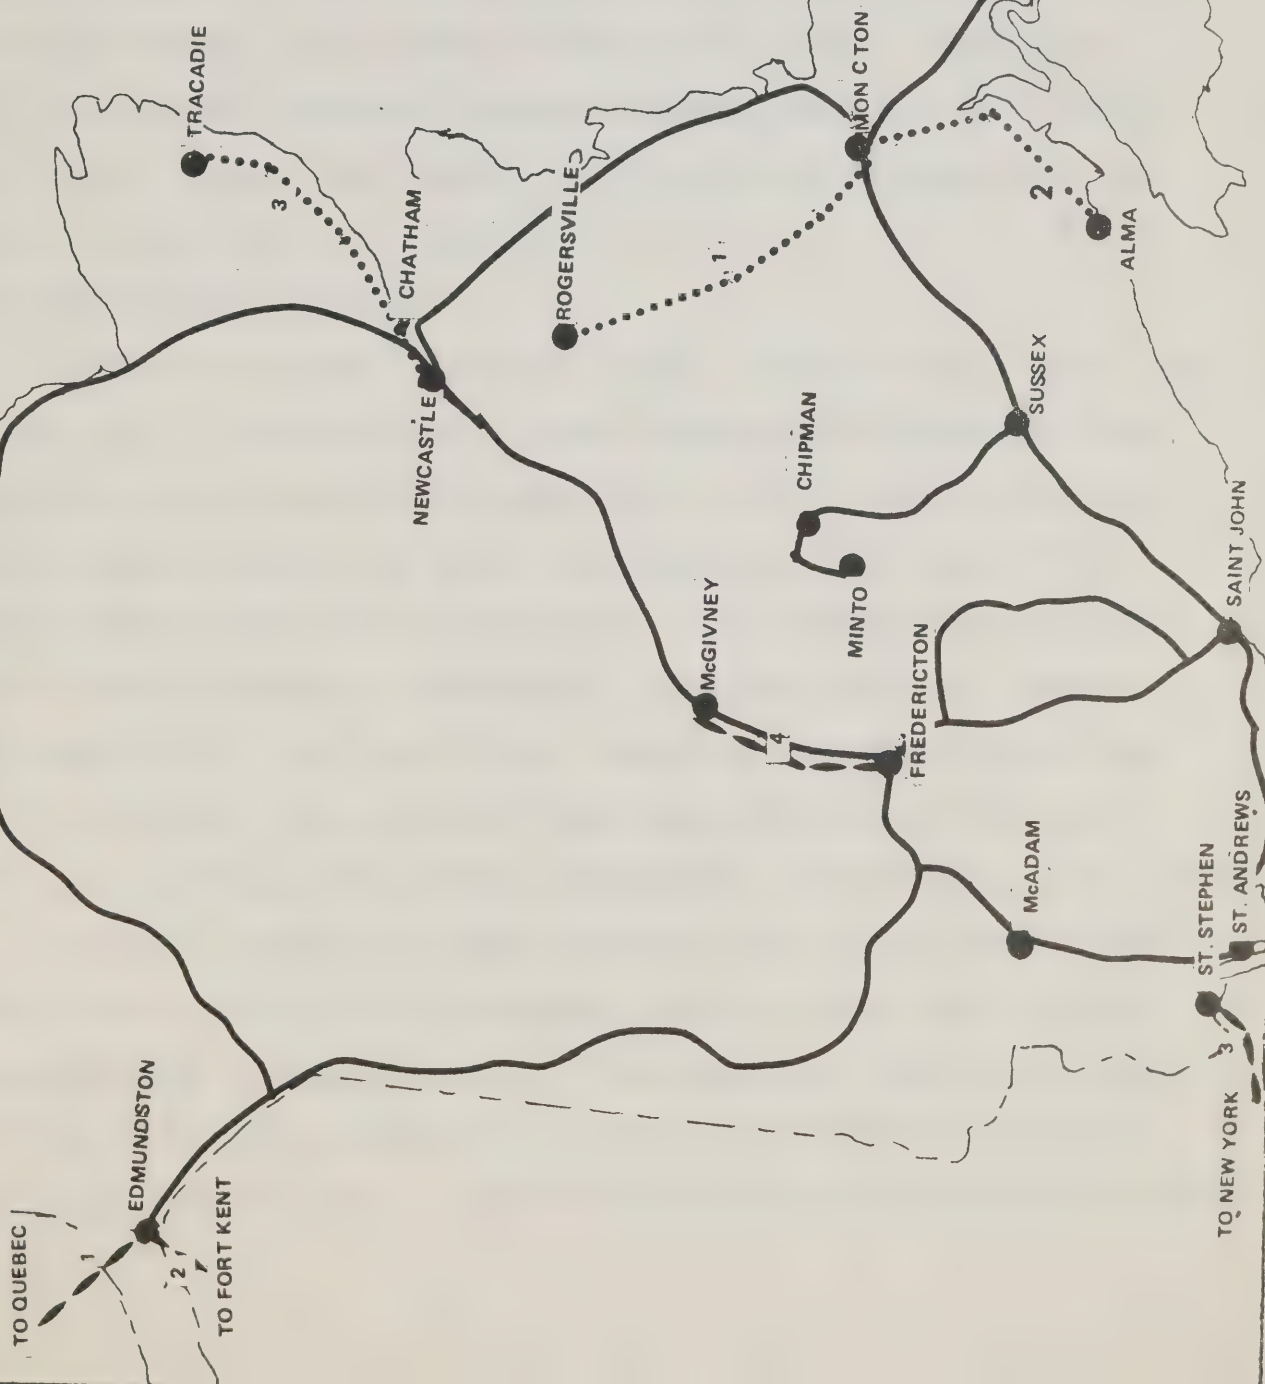 TRACADIE
3
CHATHAM
NEWCASTLE
ROGERSVILLE
1
MONCTON
2
ALMA
SUSSEX
CHIPMAN
MINTO
McGIVNEY
4
FREDERICTON
SAINT JOHN
McADAM
ST. STEPHEN
ST. ANDREWS
3
TO NEW YORK
EDMUNDSTON
TO QUEBEC
1
2
TO FORT KENT